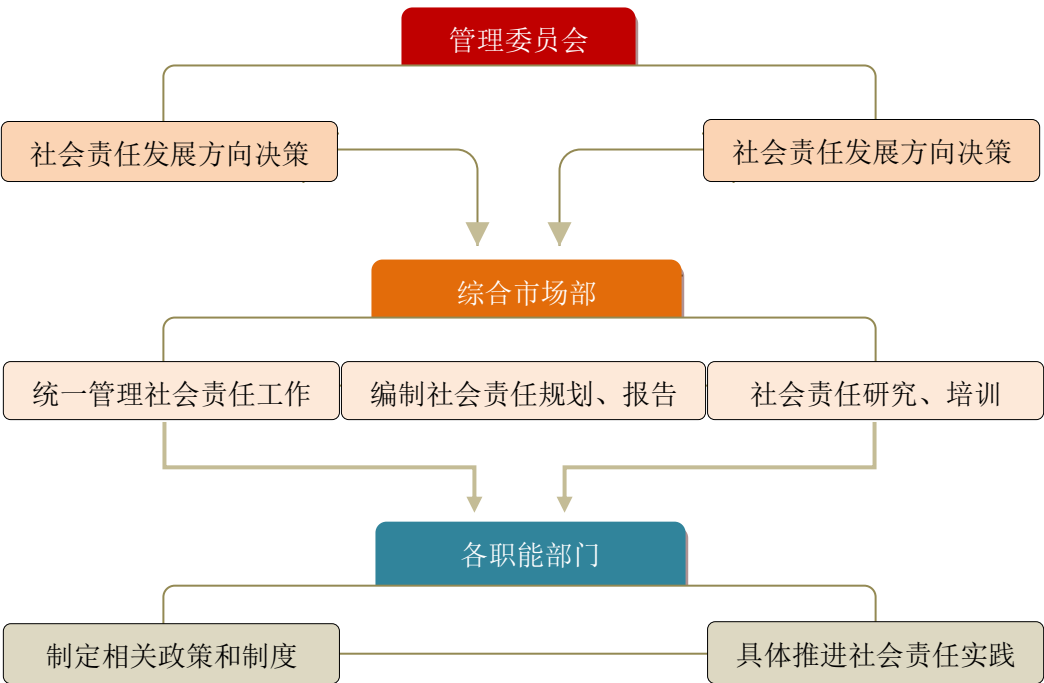 管理委员会
社会责任发展方向决策
社会责任发展方向决策
综合市场部
统一管理社会责任工作
编制社会责任规划、报告
社会责任研究、培训
各职能部门
制定相关政策和制度
具体推进社会责任实践